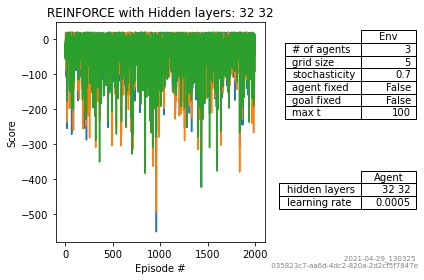 REINFORCE with Hidden layers: 32 32
Score
0
−100
−200
−300
−400
−500
0
500
1000
1500
2000
Episode #
Env
# of agents 3
grid size 5
stochasticity 0.7
agent fixed False
goal fixed False
max t 100
Agent
hidden layers 32 32
learning rate 0.0005
2021-04-29_130325
035823c7-aa6d-4dc2-820a-2d2cf5f7847e